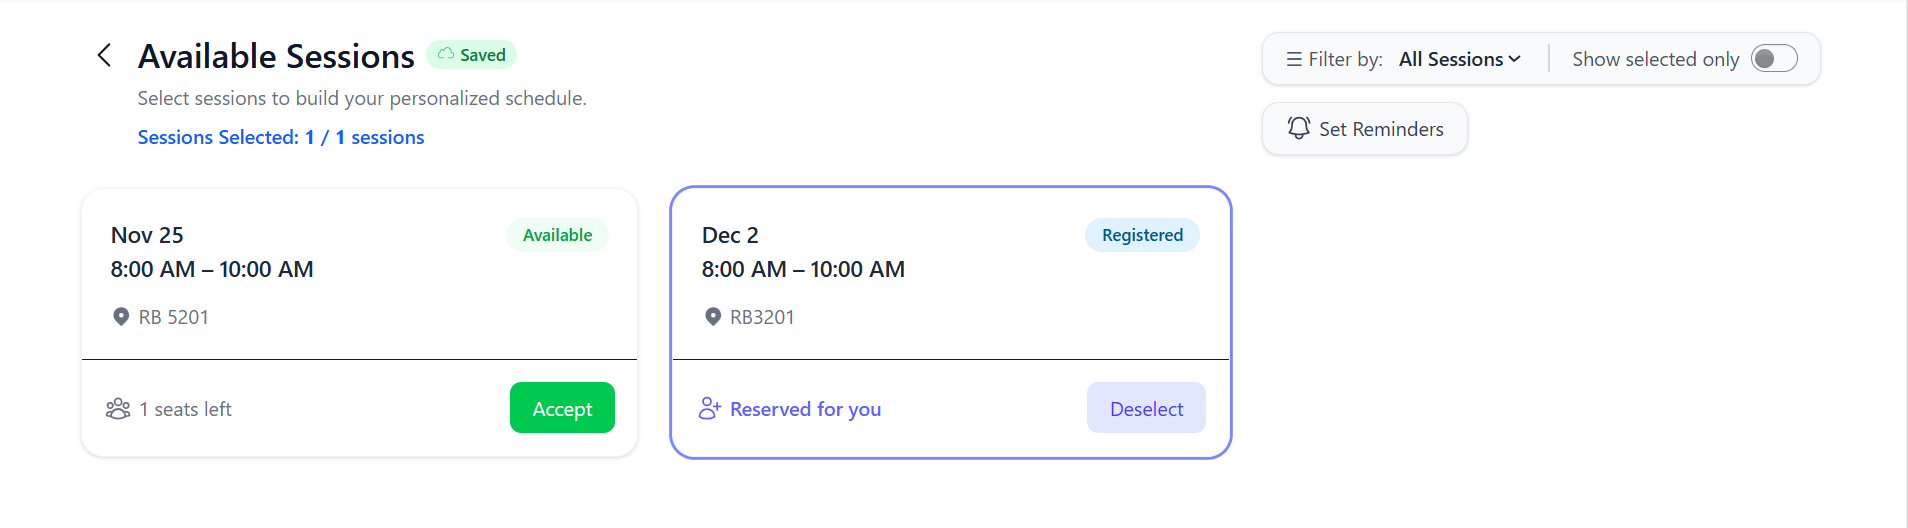 Available Sessions
Saved
Select sessions to build your personalized schedule.
Sessions Selected: 1 / 1 sessions
Filter by: All Sessions
Show selected only
Set Reminders
Nov 25
Available
8:00 AM – 10:00 AM
RB 5201
1 seats left
Accept
Dec 2
Registered
8:00 AM – 10:00 AM
RB3201
Reserved for you
Deselect